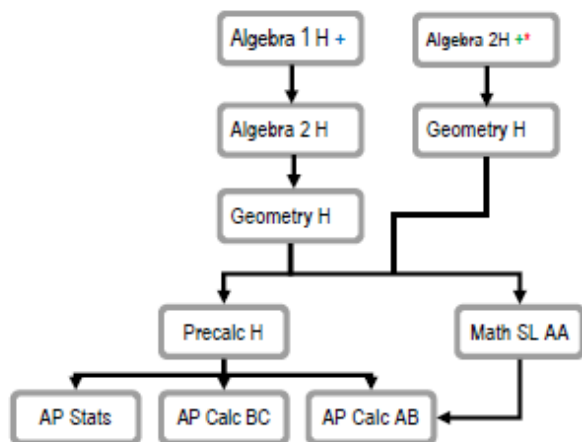 Algebra 1 H +
Algebra 2H +*
Algebra 2 H
Geometry H
Geometry H
Precalc H
Math SL AA
AP Stats
AP Calc BC
AP Calc AB